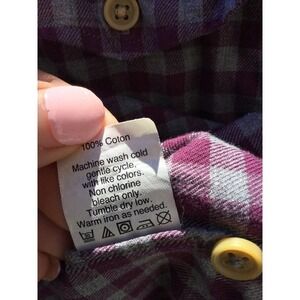 100% Cotton
Machine wash cold
gentle cycle.
with like colors.
Non chlorine
bleach only.
Tumble dry low.
Warm iron as needed.